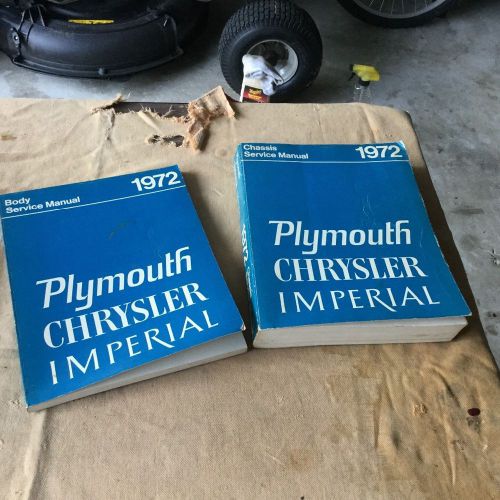 Body
Service Manual
1972
Plymouth
CHRYSLER
IMPERIAL
Chassis
Service Manual
1972
Plymouth
CHRYSLER
IMPERIAL